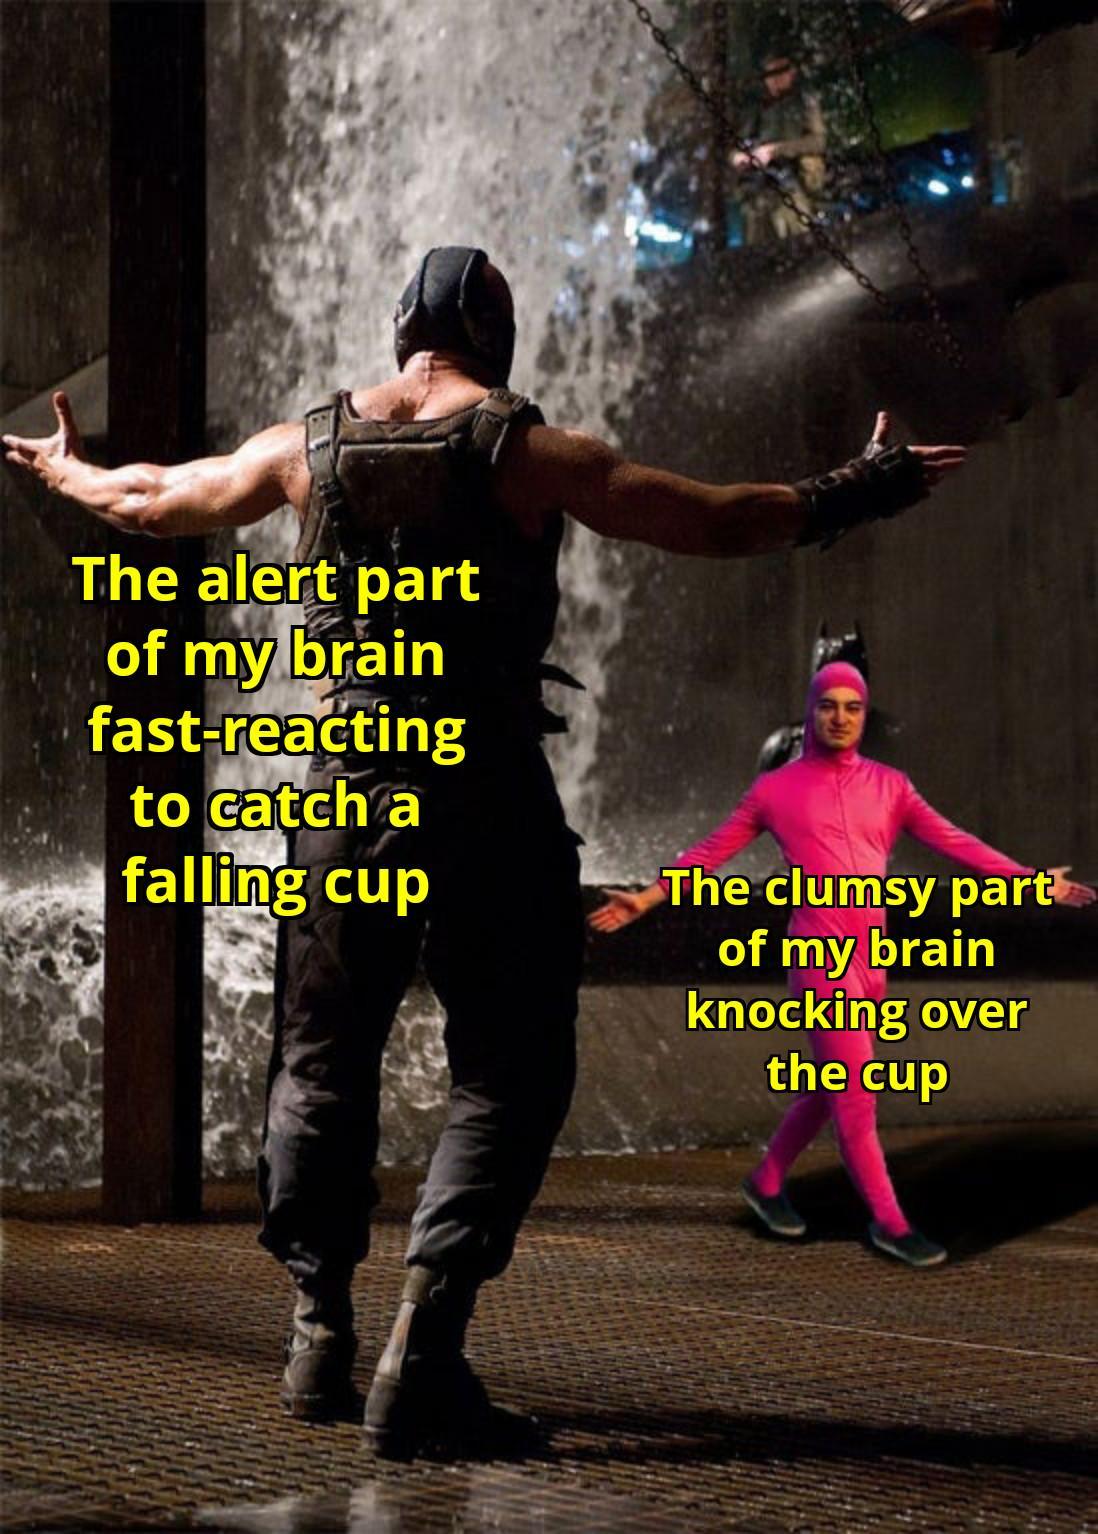 The alert part
of my brain
fast-reacting
to catch a
falling cup
The clumsy part
of my brain
knocking over
the cup